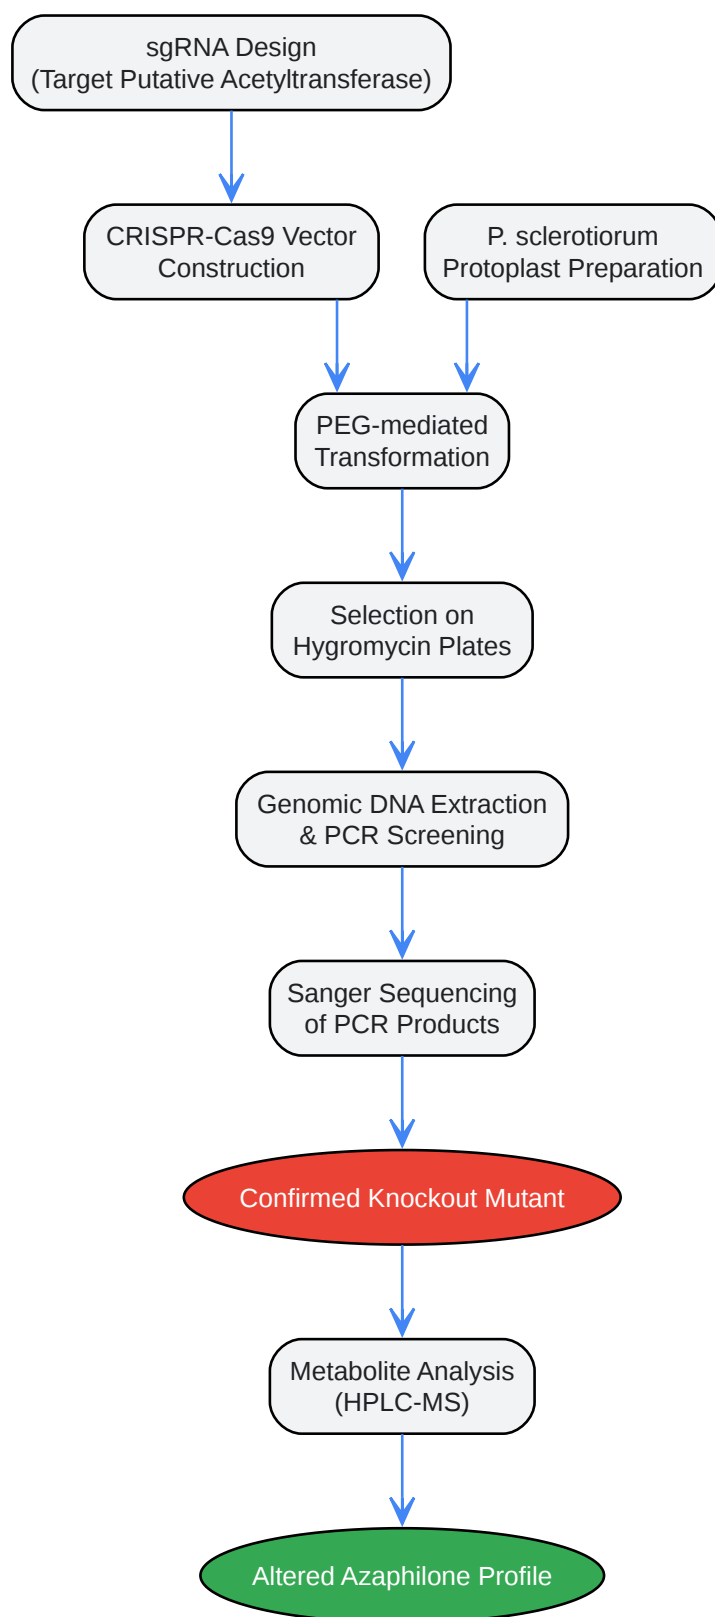 sgRNA Design
(Target Putative Acetyltransferase)
CRISPR-Cas9 Vector
Construction
P. sclerotiorum
Protoplast Preparation
PEG-mediated
Transformation
Selection on
Hygromycin Plates
Genomic DNA Extraction
& PCR Screening
Sanger Sequencing
of PCR Products
Confirmed Knockout Mutant
Metabolite Analysis
(HPLC-MS)
Altered Azaphilone Profile